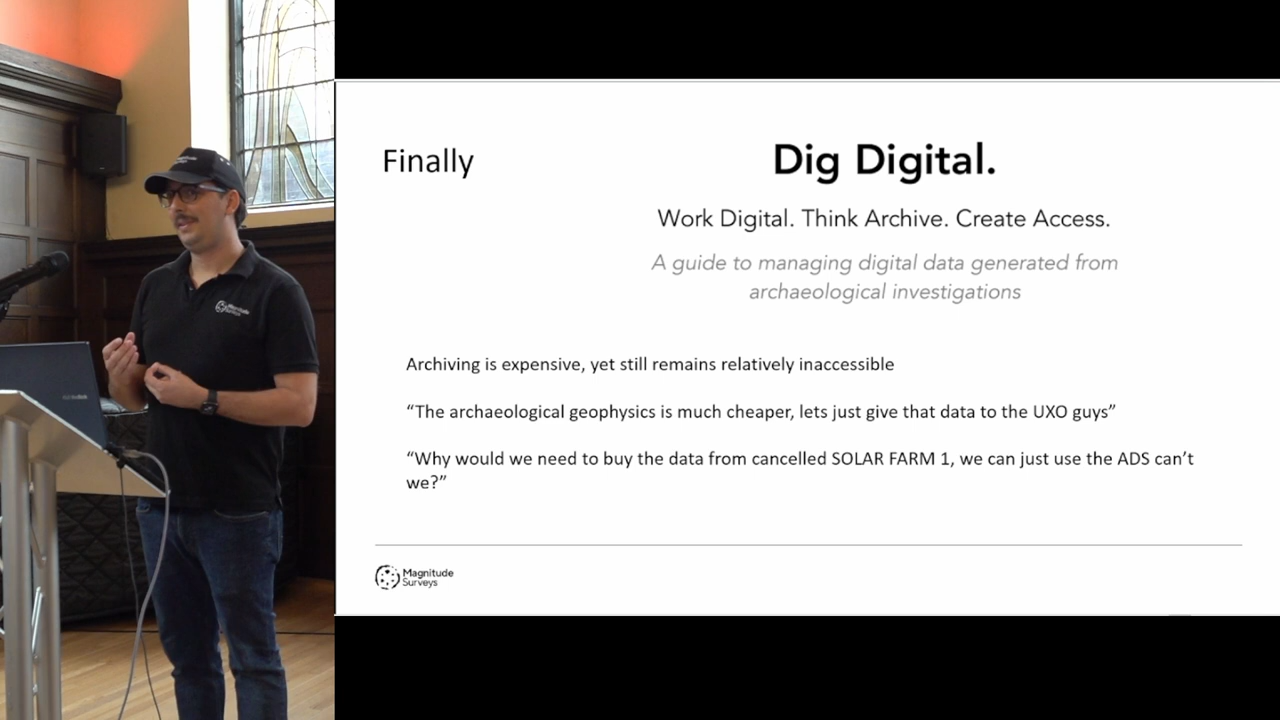 Finally
Dig Digital.
Work Digital. Think Archive. Create Access.
A guide to managing digital data generated from
archaeological investigations
Archiving is expensive, yet still remains relatively inaccessible
“The archaeological geophysics is much cheaper, lets just give that data to the UXO guys”
“Why would we need to buy the data from cancelled SOLAR FARM 1, we can just use the ADS can’t
we?”
Magnitude
Surveys
Magnitude
Surveys